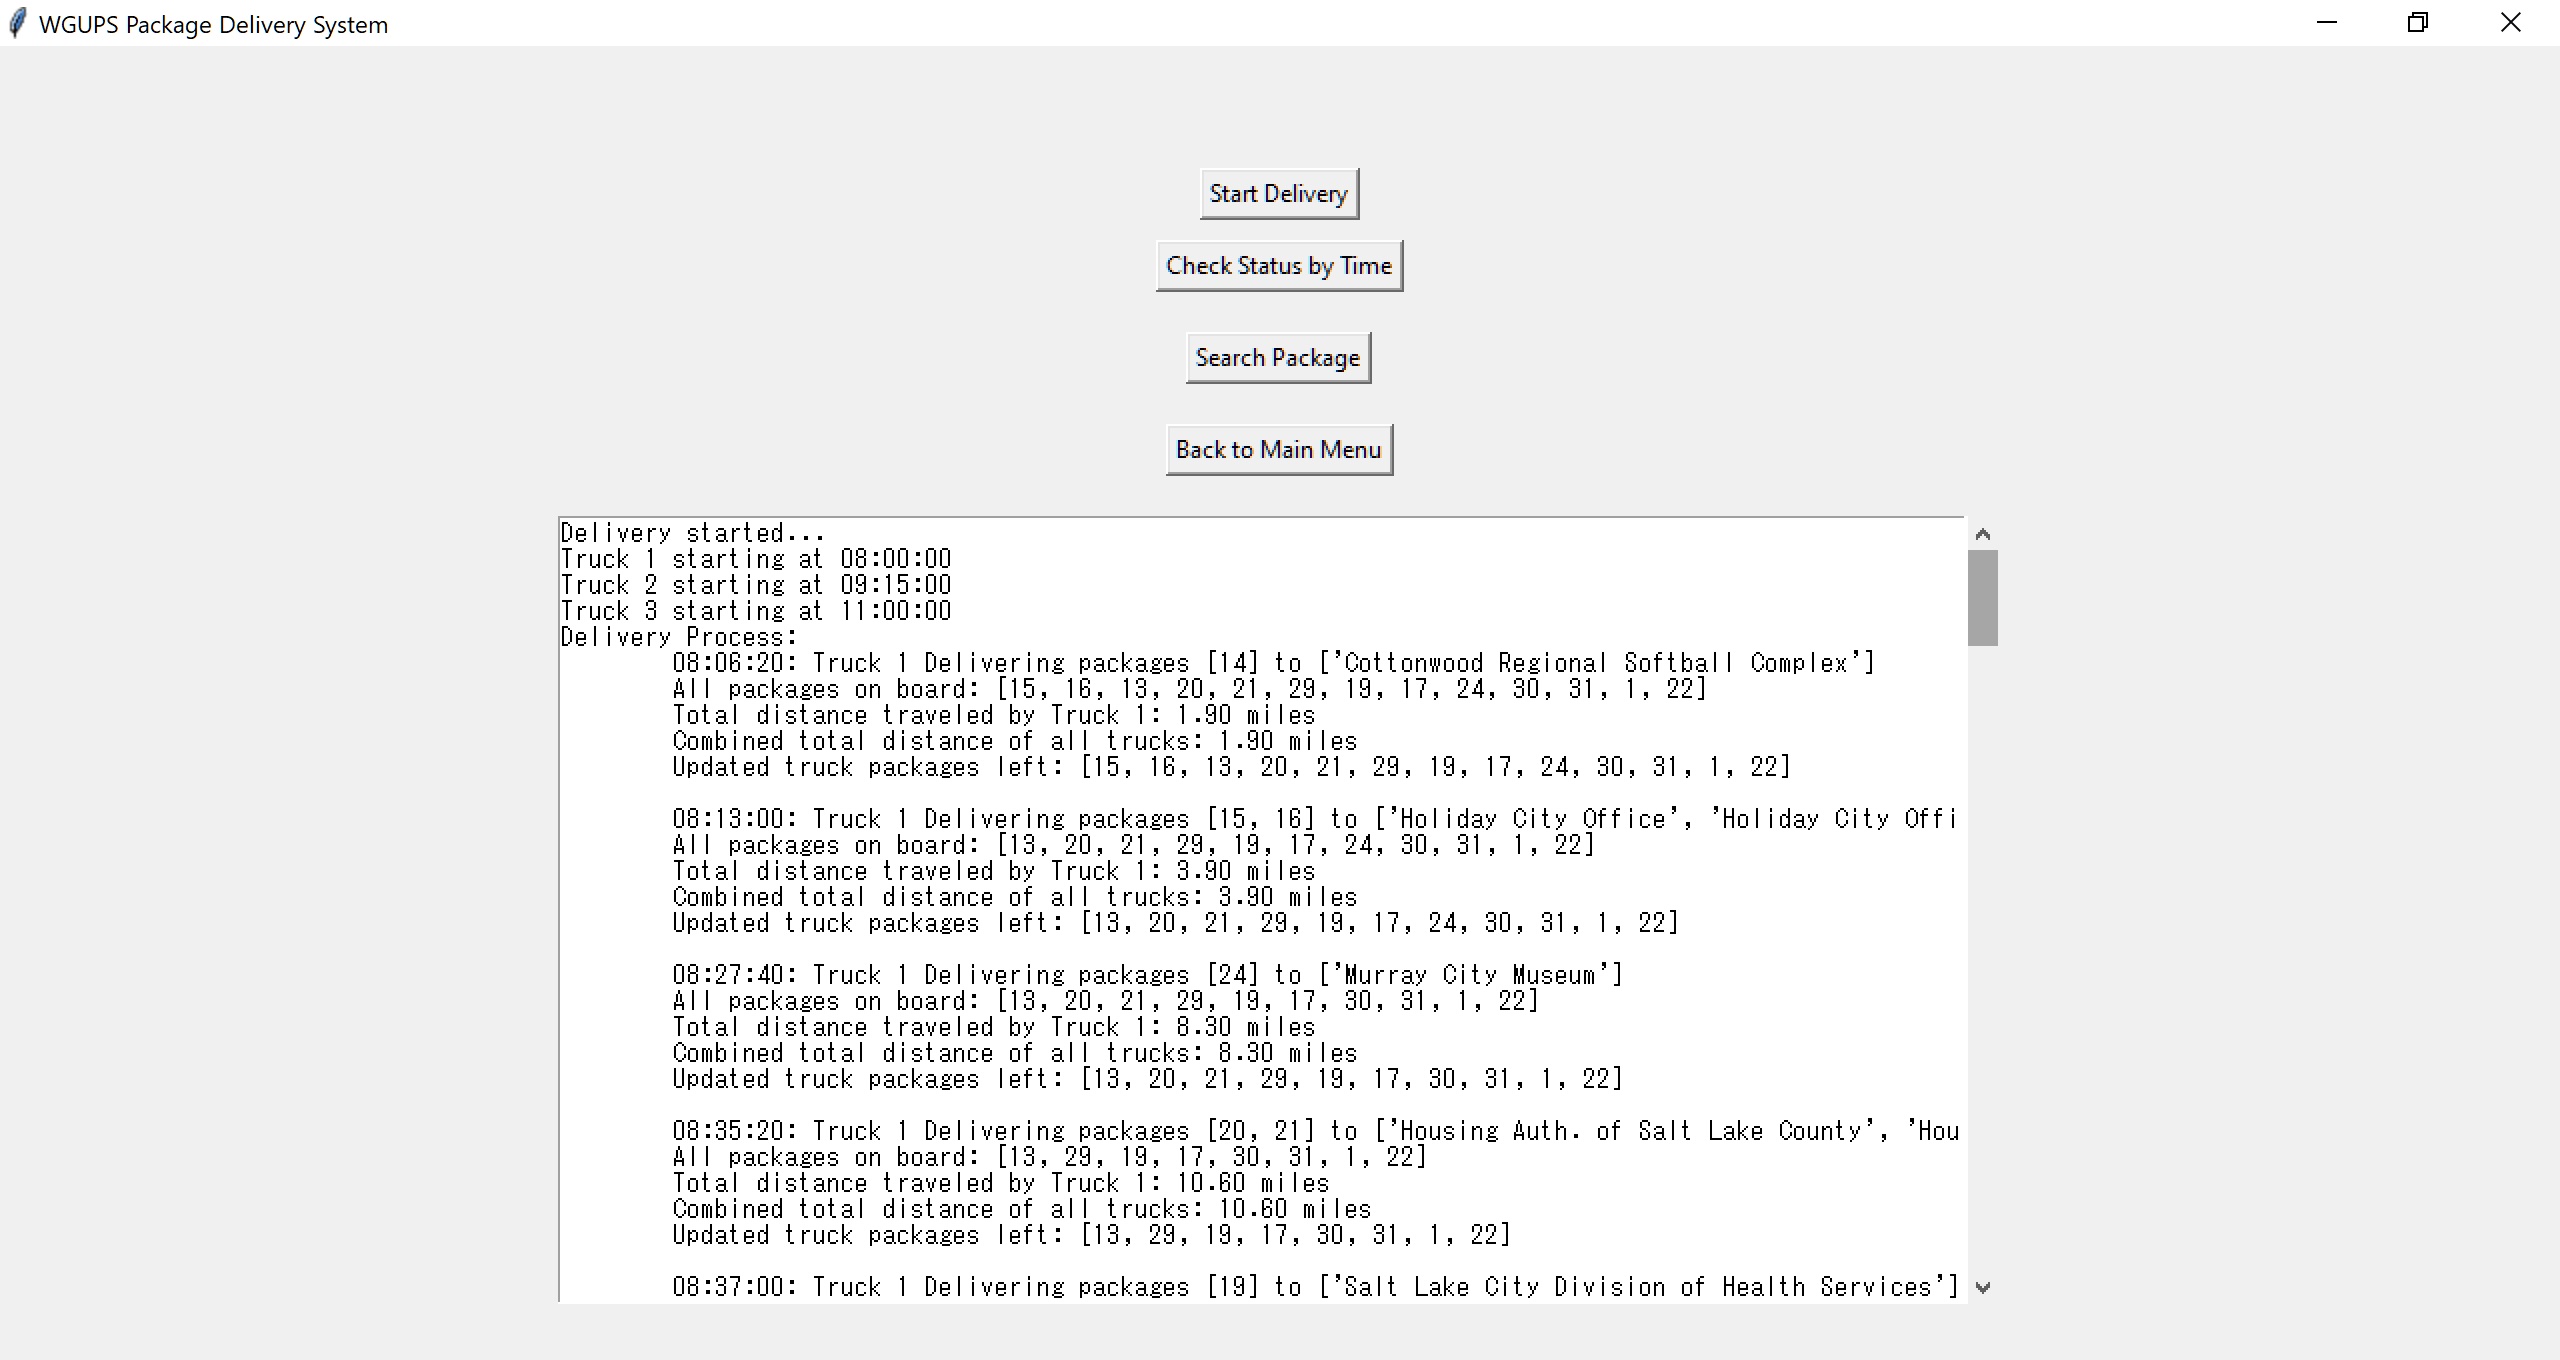 WGUPS Package Delivery System
Start Delivery
Check Status by Time
Search Package
Back to Main Menu
Delivery started...
Truck 1 starting at 08:00:00
Truck 2 starting at 09:15:00
Truck 3 starting at 11:00:00
Delivery Process:
08:06:20: Truck 1 Delivering packages [14] to ['Cottonwood Regional Softball Complex']
All packages on board: [15, 16, 13, 20, 21, 29, 19, 17, 24, 30, 31, 1, 22]
Total distance traveled by Truck 1: 1.90 miles
Combined total distance of all trucks: 1.90 miles
Updated truck packages left: [15, 16, 13, 20, 21, 29, 19, 17, 24, 30, 31, 1, 22]
08:13:00: Truck 1 Delivering packages [15, 16] to ['Holiday City Office', 'Holiday City Offi
All packages on board: [13, 20, 21, 29, 19, 17, 24, 30, 31, 1, 22]
Total distance traveled by Truck 1: 3.90 miles
Combined total distance of all trucks: 3.90 miles
Updated truck packages left: [13, 20, 21, 29, 19, 17, 24, 30, 31, 1, 22]
08:27:40: Truck 1 Delivering packages [24] to ['Murray City Museum']
All packages on board: [13, 20, 21, 29, 19, 17, 30, 31, 1, 22]
Total distance traveled by Truck 1: 8.30 miles
Combined total distance of all trucks: 8.30 miles
Updated truck packages left: [13, 20, 21, 29, 19, 17, 30, 31, 1, 22]
08:35:20: Truck 1 Delivering packages [20, 21] to ['Housing Auth. of Salt Lake County', 'Hou
All packages on board: [13, 29, 19, 17, 30, 31, 1, 22]
Total distance traveled by Truck 1: 10.60 miles
Combined total distance of all trucks: 10.60 miles
Updated truck packages left: [13, 29, 19, 17, 30, 31, 1, 22]
08:37:00: Truck 1 Delivering packages [19] to ['Salt Lake City Division of Health Services']